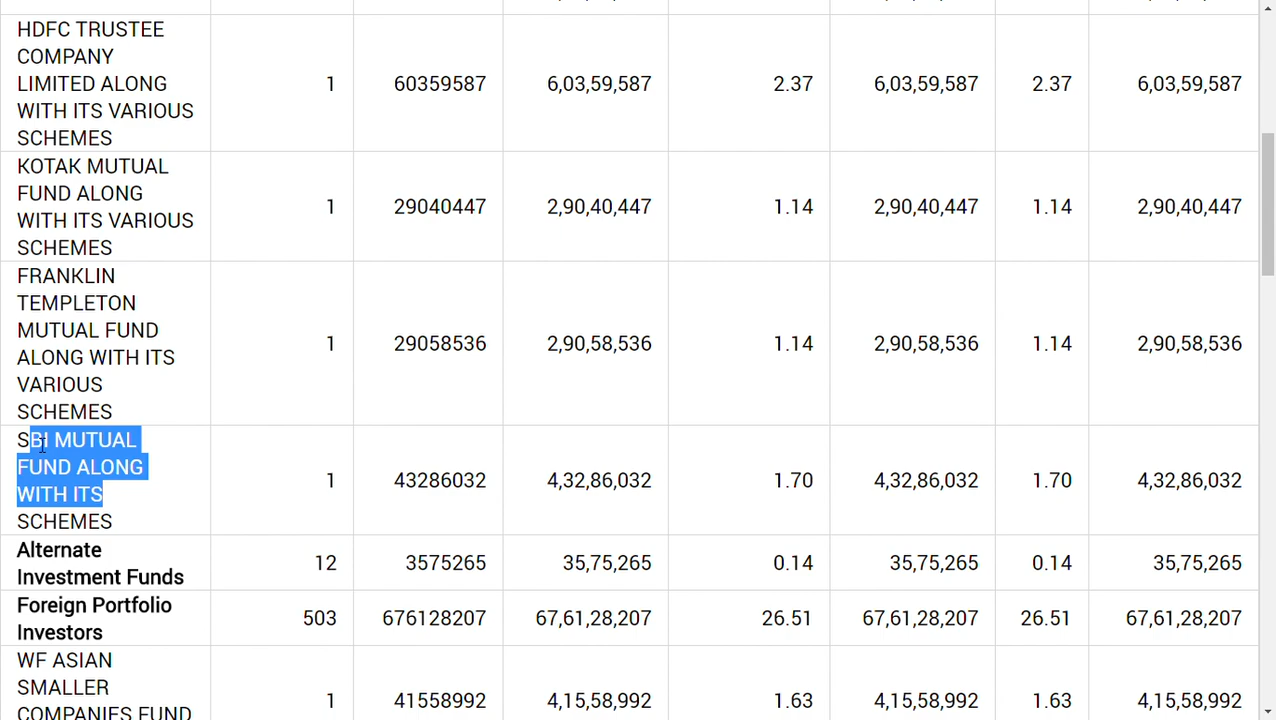 HDFC TRUSTEE
COMPANY
LIMITED ALONG
WITH ITS VARIOUS
SCHEMES
1 60359587 6,03,59,587 2.37 6,03,59,587 2.37 6,03,59,587
KOTAK MUTUAL
FUND ALONG
WITH ITS VARIOUS
SCHEMES
1 29040447 2,90,40,447 1.14 2,90,40,447 1.14 2,90,40,447
FRANKLIN
TEMPLETON
MUTUAL FUND
ALONG WITH ITS
VARIOUS
SCHEMES
1 29058536 2,90,58,536 1.14 2,90,58,536 1.14 2,90,58,536
SBI MUTUAL
FUND ALONG
WITH ITS
SCHEMES
1 43286032 4,32,86,032 1.70 4,32,86,032 1.70 4,32,86,032
Alternate
Investment Funds
12 3575265 35,75,265 0.14 35,75,265 0.14 35,75,265
Foreign Portfolio
Investors
503 676128207 67,61,28,207 26.51 67,61,28,207 26.51 67,61,28,207
WF ASIAN
SMALLER
COMPANIES FUND
1 41558992 4,15,58,992 1.63 4,15,58,992 1.63 4,15,58,992